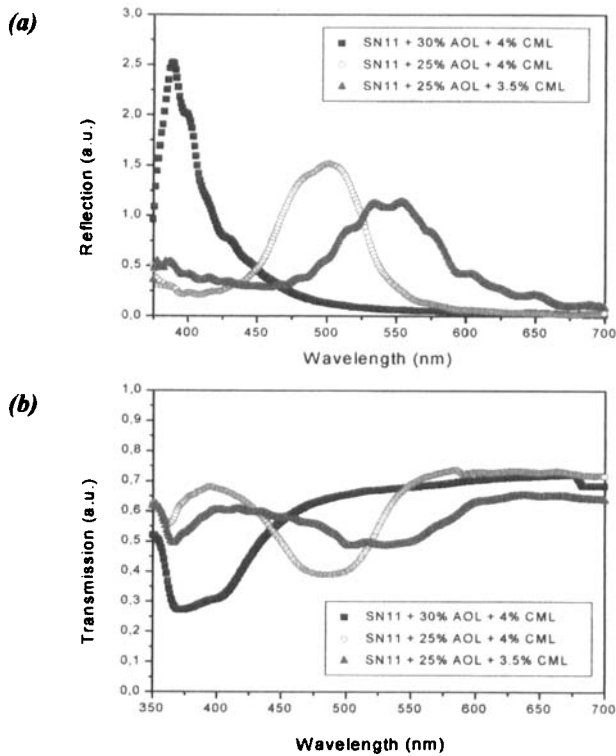 (a)
Reflection (a.u.)
3,0
2,5
2,0
1,5
1,0
0,5
0,0
SN11 + 30% AOL + 4% CML
SN11 + 25% AOL + 4% CML
SN11 + 25% AOL + 3.5% CML
400 450 500 550 600 650 700
Wavelength (nm)
(b)
Transmission (a.u.)
1,0
0,9
0,8
0,7
0,6
0,5
0,4
0,3
0,2
0,1
0,0
SN11 + 30% AOL + 4% CML
SN11 + 25% AOL + 4% CML
SN11 + 25% AOL + 3.5% CML
350 400 450 500 550 600 650 700
Wavelength (nm)